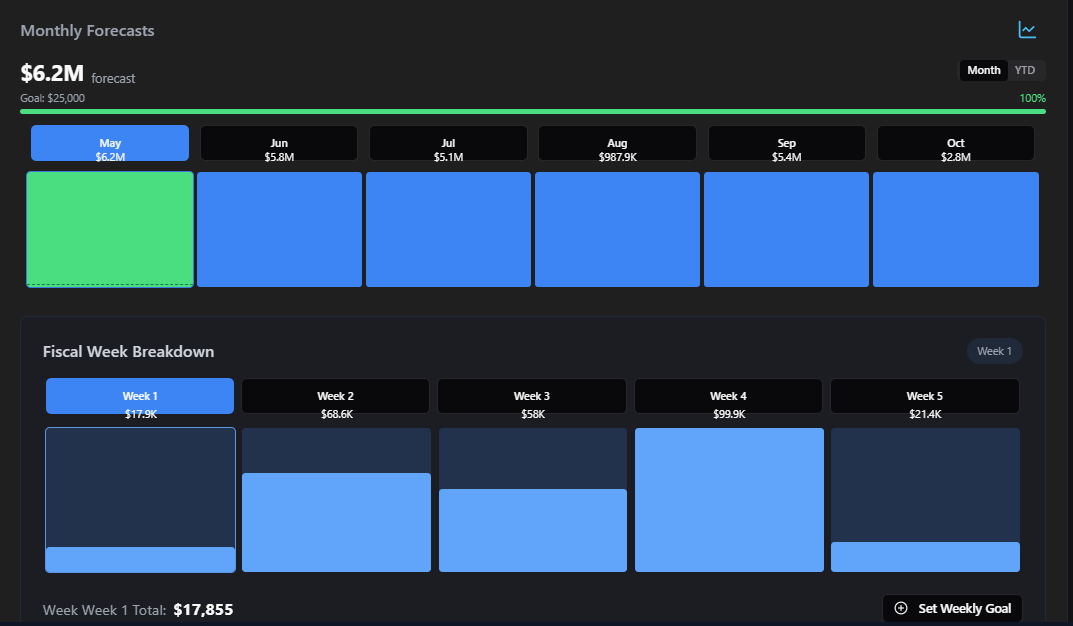 Monthly Forecasts
$6.2M forecast
Month YTD
Goal: $25,000
100%
May Jun Jul Aug Sep Oct
$6.2M $5.8M $5.1M $987.9K $5.4M $2.8M
Fiscal Week Breakdown
Week 1
Week 1 Week 2 Week 3 Week 4 Week 5
$17.9K $68.6K $58K $99.9K $21.4K
Week Week 1 Total: $17,855
Set Weekly Goal